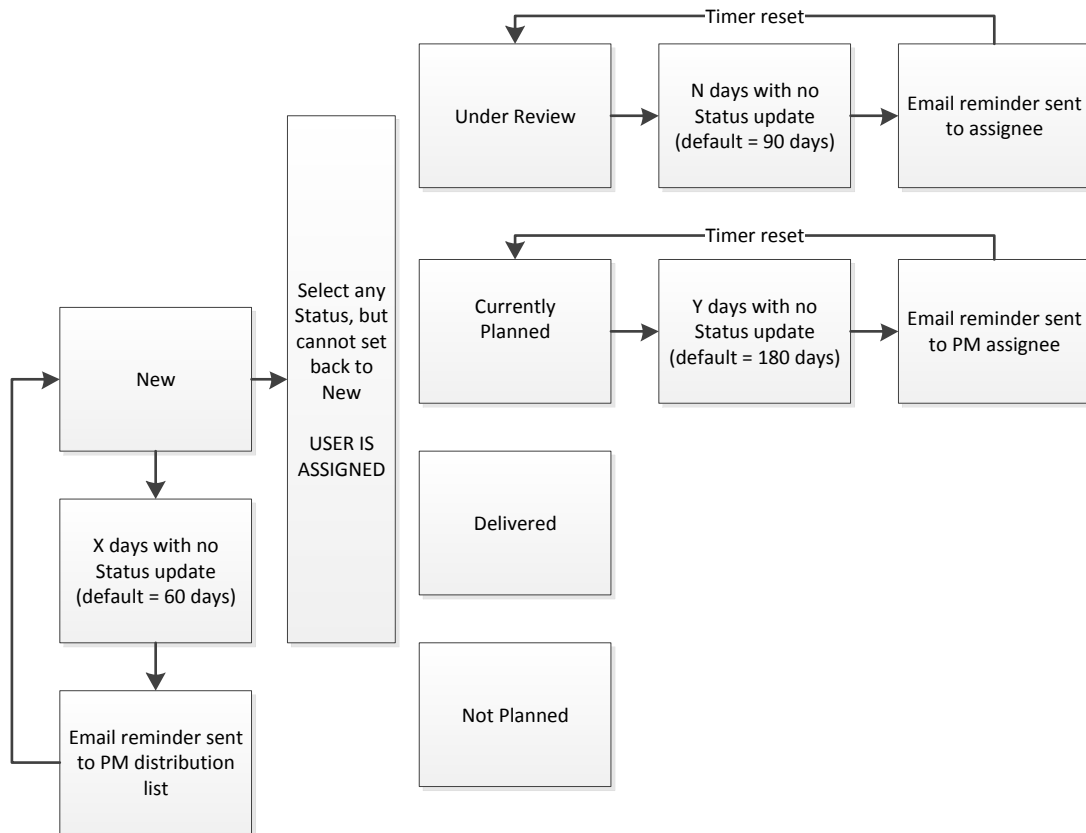 Timer reset
Under Review
N days with no
Status update
(default = 90 days)
Email reminder sent
to assignee
Timer reset
Currently
Planned
Y days with no
Status update
(default = 180 days)
Email reminder sent
to PM assignee
New
Select any
Status, but
cannot set
back to
New
USER IS
ASSIGNED
X days with no
Status update
(default = 60 days)
Email reminder sent
to PM distribution
list
Delivered
Not Planned